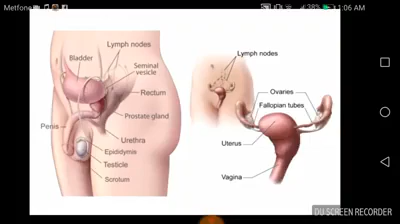 Metfone
38%
1:06 AM
Lymph nodes
Bladder
Seminal
vesicle
Rectum
Prostate gland
Penis
Urethra
Epididymis
Testicle
Scrotum
Lymph nodes
Ovaries
Fallopian tubes
Uterus
Vagina
DU SCREEN RECORDER